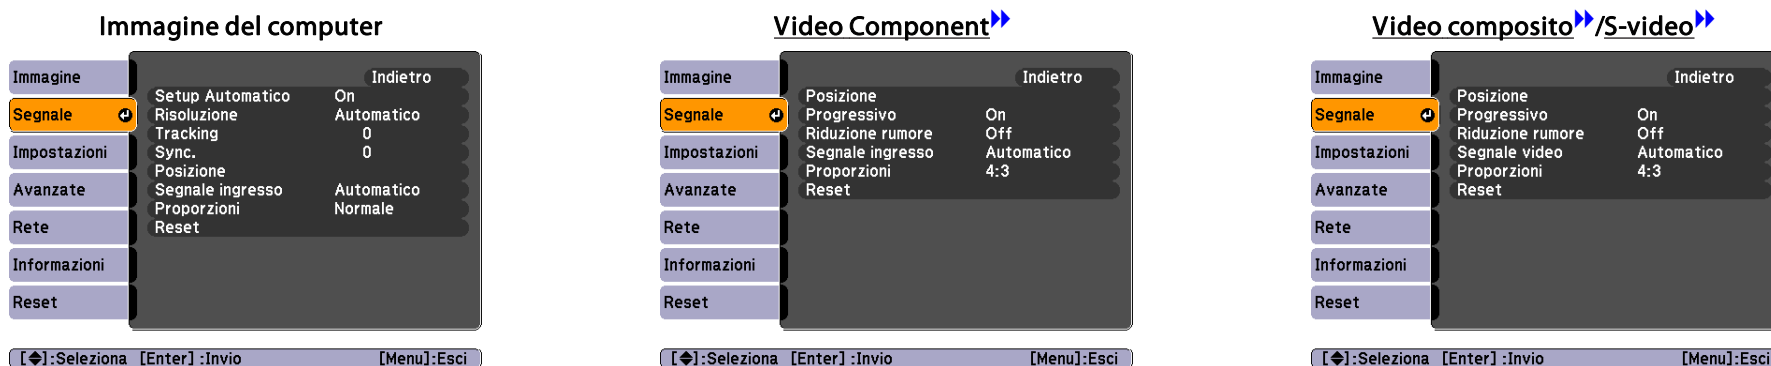 Immagine del computer
Immagine
Segnale
Impostazioni
Avanzate
Rete
Informazioni
Reset
Indietro
Setup Automatico On
Risoluzione Automatico
Tracking 0
Sync. 0
Posizione
Segnale ingresso Automatico
Proporzioni Normale
Reset
[◆]:Seleziona [Enter] :Invio [Menu]:Esci
Video Component
Immagine
Segnale
Impostazioni
Avanzate
Rete
Informazioni
Reset
Indietro
Posizione
Progressivo On
Riduzione rumore Off
Segnale ingresso Automatico
Proporzioni 4:3
Reset
[◆]:Seleziona [Enter] :Invio [Menu]:Esci
Video composito/S-video
Immagine
Segnale
Impostazioni
Avanzate
Rete
Informazioni
Reset
Indietro
Posizione
Progressivo On
Riduzione rumore Off
Segnale video Automatico
Proporzioni 4:3
Reset
[◆]:Seleziona [Enter] :Invio [Menu]:Esci